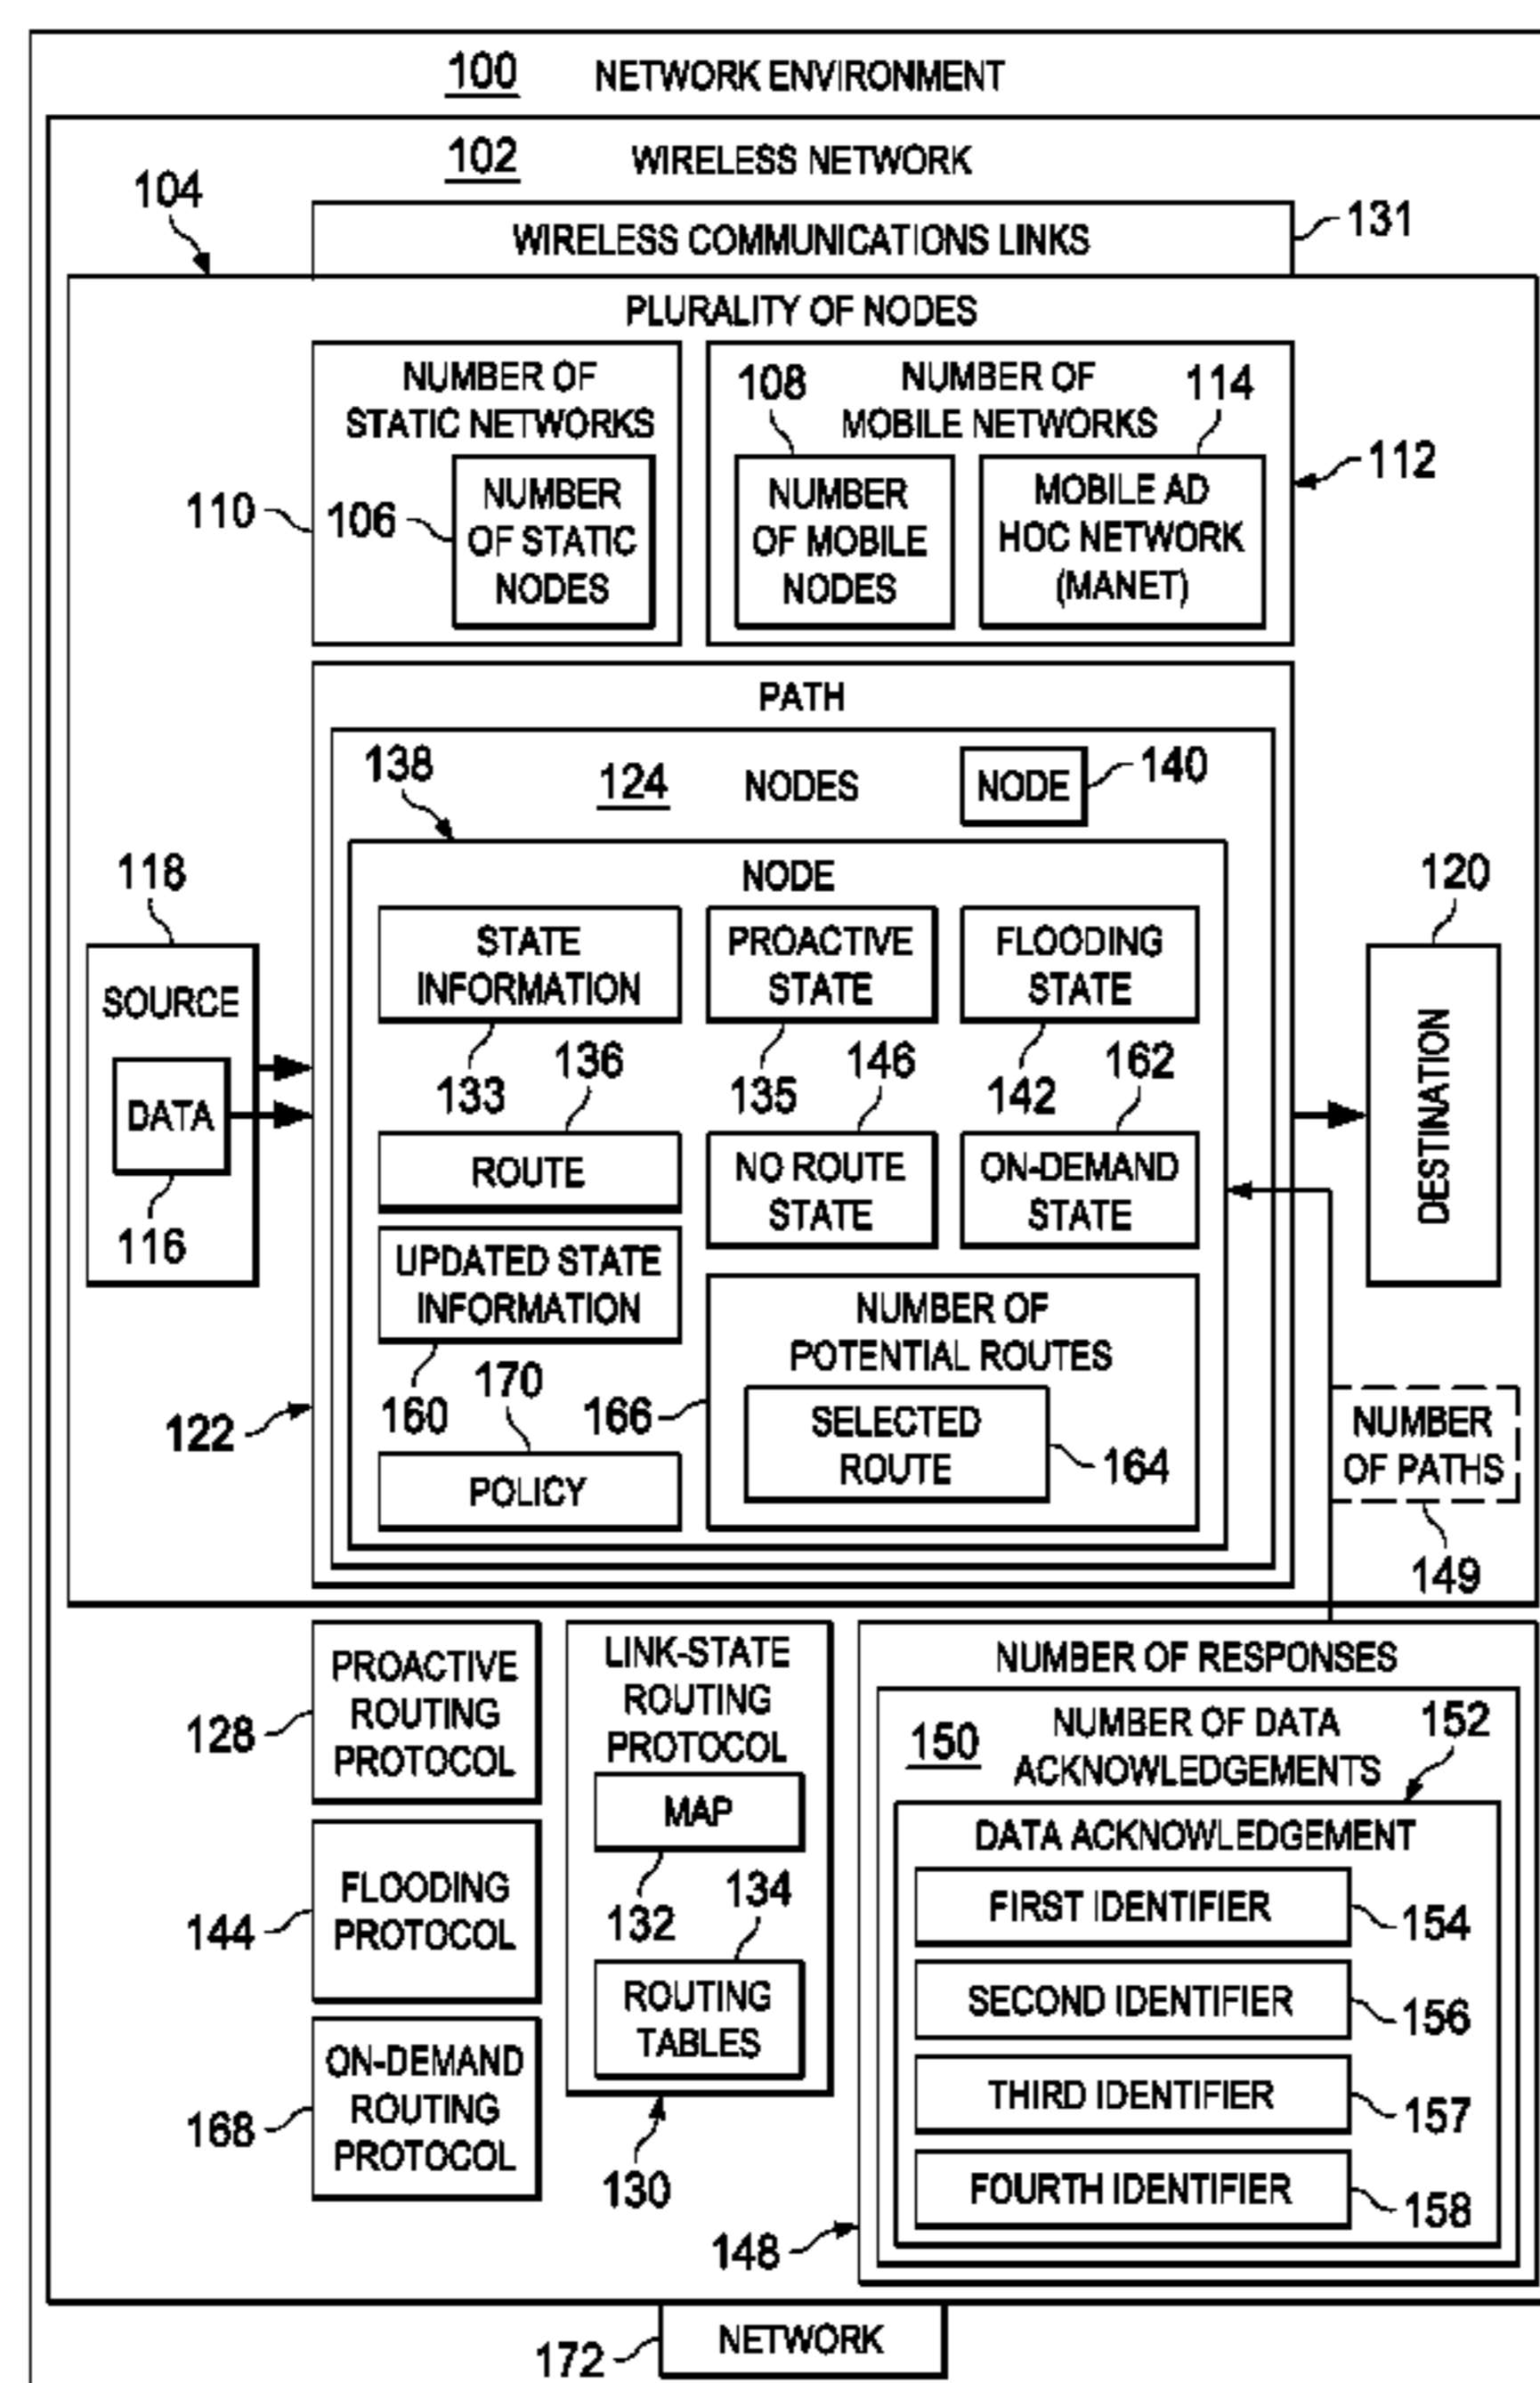 100 NETWORK ENVIRONMENT
102 WIRELESS NETWORK
104
WIRELESS COMMUNICATIONS LINKS
131
PLURALITY OF NODES
NUMBER OF
STATIC NETWORKS
110
106
NUMBER
OF STATIC
NODES
108
NUMBER OF
MOBILE NETWORKS
114
112
NUMBER
OF MOBILE
NODES
MOBILE AD
HOC NETWORK
(MANET)
PATH
138
124 NODES
NODE
140
NODE
118
SOURCE
DATA
116
120
DESTINATION
STATE
INFORMATION
133
PROACTIVE
STATE
135
FLOODING
STATE
142
136
ROUTE
146
NO ROUTE
STATE
162
ON-DEMAND
STATE
UPDATED STATE
INFORMATION
160
122
170
POLICY
NUMBER OF
POTENTIAL ROUTES
166
SELECTED
ROUTE
164
NUMBER
OF PATHS
149
PROACTIVE
ROUTING
PROTOCOL
128
FLOODING
PROTOCOL
144
ON-DEMAND
ROUTING
PROTOCOL
168
LINK-STATE
ROUTING
PROTOCOL
MAP
132
134
ROUTING
TABLES
130
NUMBER OF RESPONSES
150
NUMBER OF DATA
ACKNOWLEDGEMENTS
152
DATA ACKNOWLEDGEMENT
FIRST IDENTIFIER
154
SECOND IDENTIFIER
156
THIRD IDENTIFIER
157
FOURTH IDENTIFIER
158
148
NETWORK
172